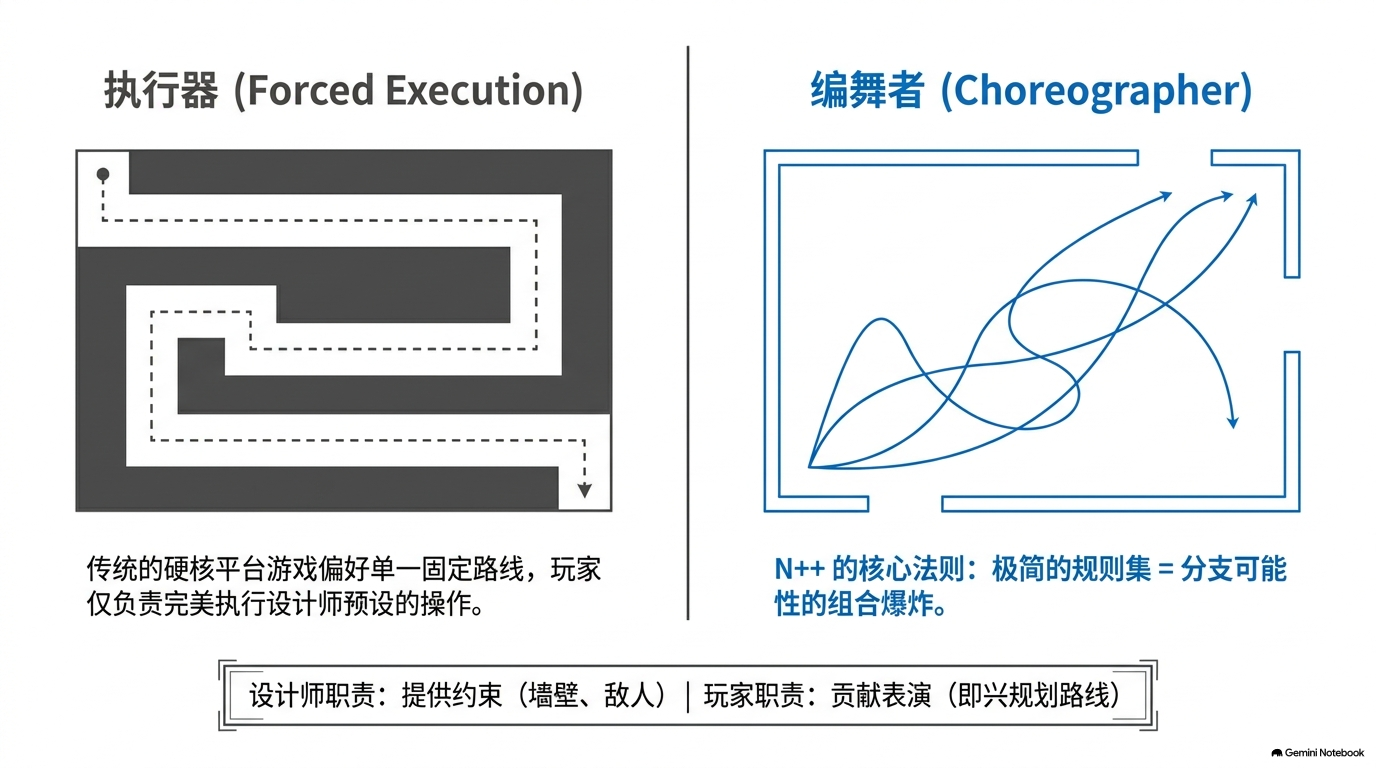 执行器 (Forced Execution)
传统的硬核平台游戏偏好单一固定路线，玩家
仅负责完美执行设计师预设的操作。
编舞者 (Choreographer)
N++ 的核心法则：极简的规则集 = 分支可能
性的组合爆炸。
设计师职责：提供约束（墙壁、敌人） | 玩家职责：贡献表演（即兴规划路线）
Gemini Notebook